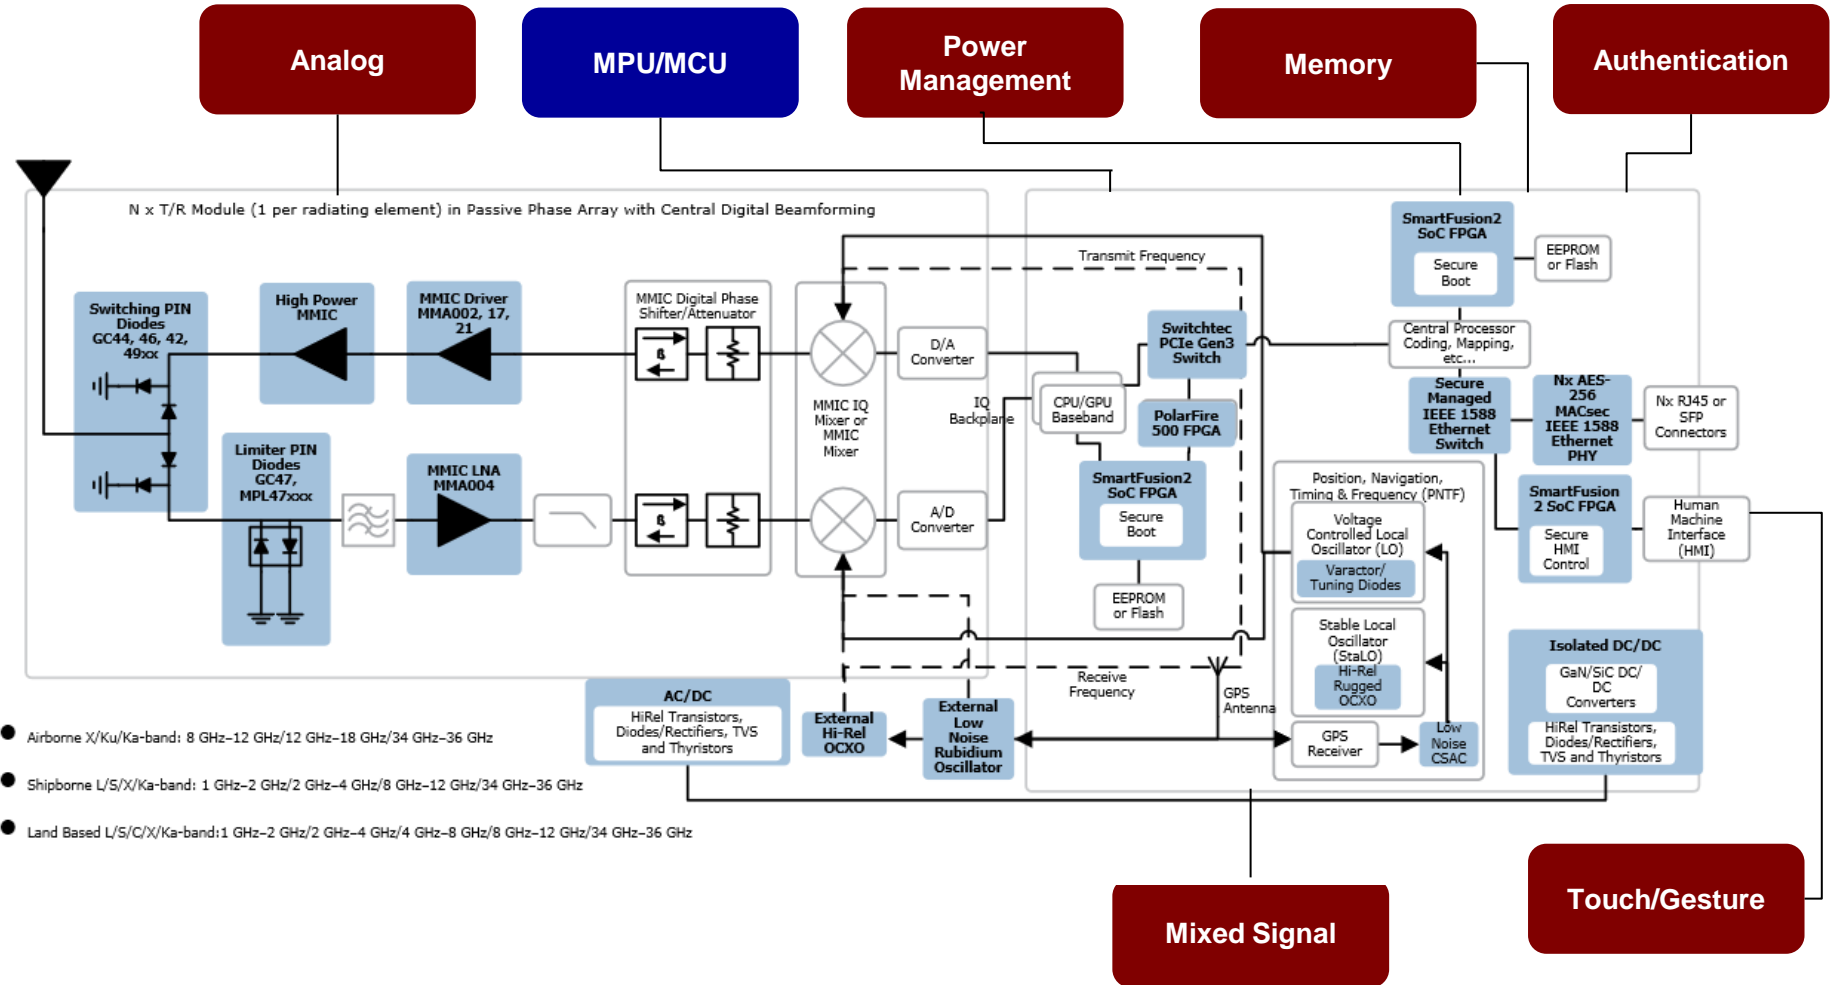 Analog
MPU/MCU
Power
Management
Memory
Authentication
N x T/R Module (1 per radiating element) in Passive Phase Array with Central Digital Beamforming
Switching PIN
Diodes
GC44, 46, 42,
49xx
High Power
MMIC
MMIC Driver
MMA002, 17,
21
MMIC Digital Phase
Shifter/Attenuator
ß
MMIC IQ
Mixer or
MMIC
Mixer
D/A
Converter
Limiter PIN
Diodes
GC47,
MPL47xxx
MMIC LNA
MMA004
ß
A/D
Converter
IQ
Backplane
Transmit Frequency
CPU/GPU
Baseband
Switchtec
PCIe Gen3
Switch
PolarFire
500 FPGA
SmartFusion2
SoC FPGA
Secure
Boot
EEPROM
or Flash
SmartFusion2
SoC FPGA
Secure
Boot
EEPROM
or Flash
Central Processor
Coding, Mapping,
etc...
Secure
Managed
IEEE 1588
Ethernet
Switch
Nx AES-
256
MACsec
IEEE 1588
Ethernet
PHY
Nx RJ45 or
SFP
Connectors
SmartFusion
2 SoC FPGA
Secure
HMI
Control
Human
Machine
Interface
(HMI)
Position, Navigation,
Timing & Frequency (PNTF)
Voltage
Controlled Local
Oscillator (LO)
Varactor/
Tuning Diodes
Stable Local
Oscillator
(StaLO)
Hi-Rel
Rugged
OCXO
GPS
Receiver
Low
Noise
CSAC
Receive
Frequency
GPS
Antenna
AC/DC
HiRel Transistors,
Diodes/Rectifiers, TVS
and Thyristors
External
Hi-Rel
OCXO
External
Low
Noise
Rubidium
Oscillator
Isolated DC/DC
GaN/SiC DC/
DC
Converters
HiRel Transistors,
Diodes/Rectifiers,
TVS and Thyristors
● Airborne X/Ku/Ka-band: 8 GHz–12 GHz/12 GHz–18 GHz/34 GHz–36 GHz
● Shipborne L/S/X/Ka-band: 1 GHz–2 GHz/2 GHz–4 GHz/8 GHz–12 GHz/34 GHz–36 GHz
● Land Based L/S/C/X/Ka-band:1 GHz–2 GHz/2 GHz–4 GHz/4 GHz–8 GHz/8 GHz–12 GHz/34 GHz–36 GHz
Mixed Signal
Touch/Gesture